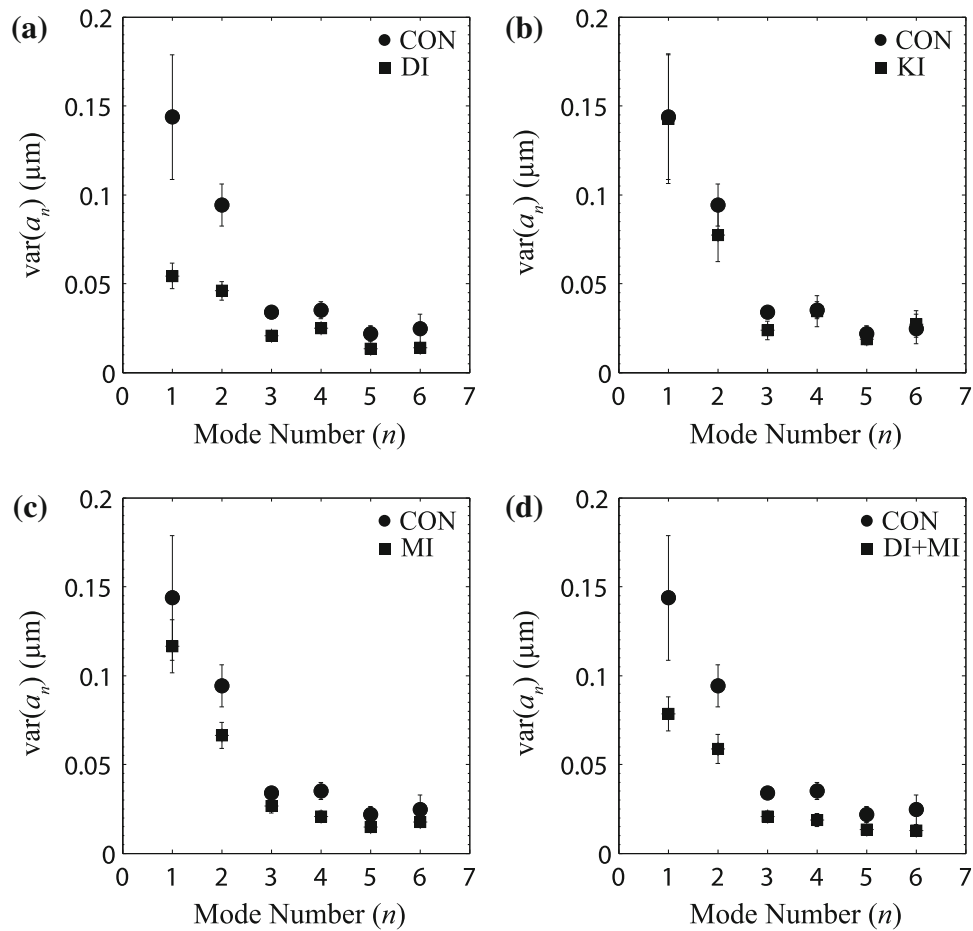 (a)
0.2
0.15
0.1
0.05
0
var(aₙ) (μm)
CON
DI
0 1 2 3 4 5 6 7
Mode Number (n)
(b)
0.2
0.15
0.1
0.05
0
var(aₙ) (μm)
CON
KI
0 1 2 3 4 5 6 7
Mode Number (n)
(c)
0.2
0.15
0.1
0.05
0
var(aₙ) (μm)
CON
MI
0 1 2 3 4 5 6 7
Mode Number (n)
(d)
0.2
0.15
0.1
0.05
0
var(aₙ) (μm)
CON
DI+MI
0 1 2 3 4 5 6 7
Mode Number (n)